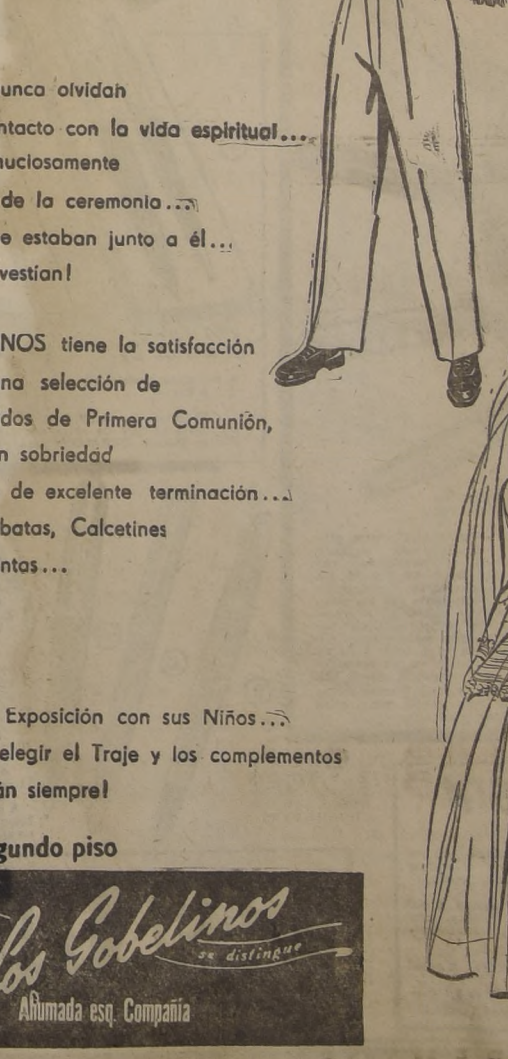 unca olvidan
ntacto con la vida espiritual...
nuciosamente
de la ceremonia...
e estaban junto a él...
vestían!
NOS tiene la satisfacción
na selección de
dos de Primera Comunión,
n sobriedad
de excelente terminación...
batas, Calcetines
ntas...
Exposición con sus Niños...
elegir el Traje y los complementos
án siempre!
gundo piso
Los Gobelinos
se distingue
Ahumada esq. Compañia